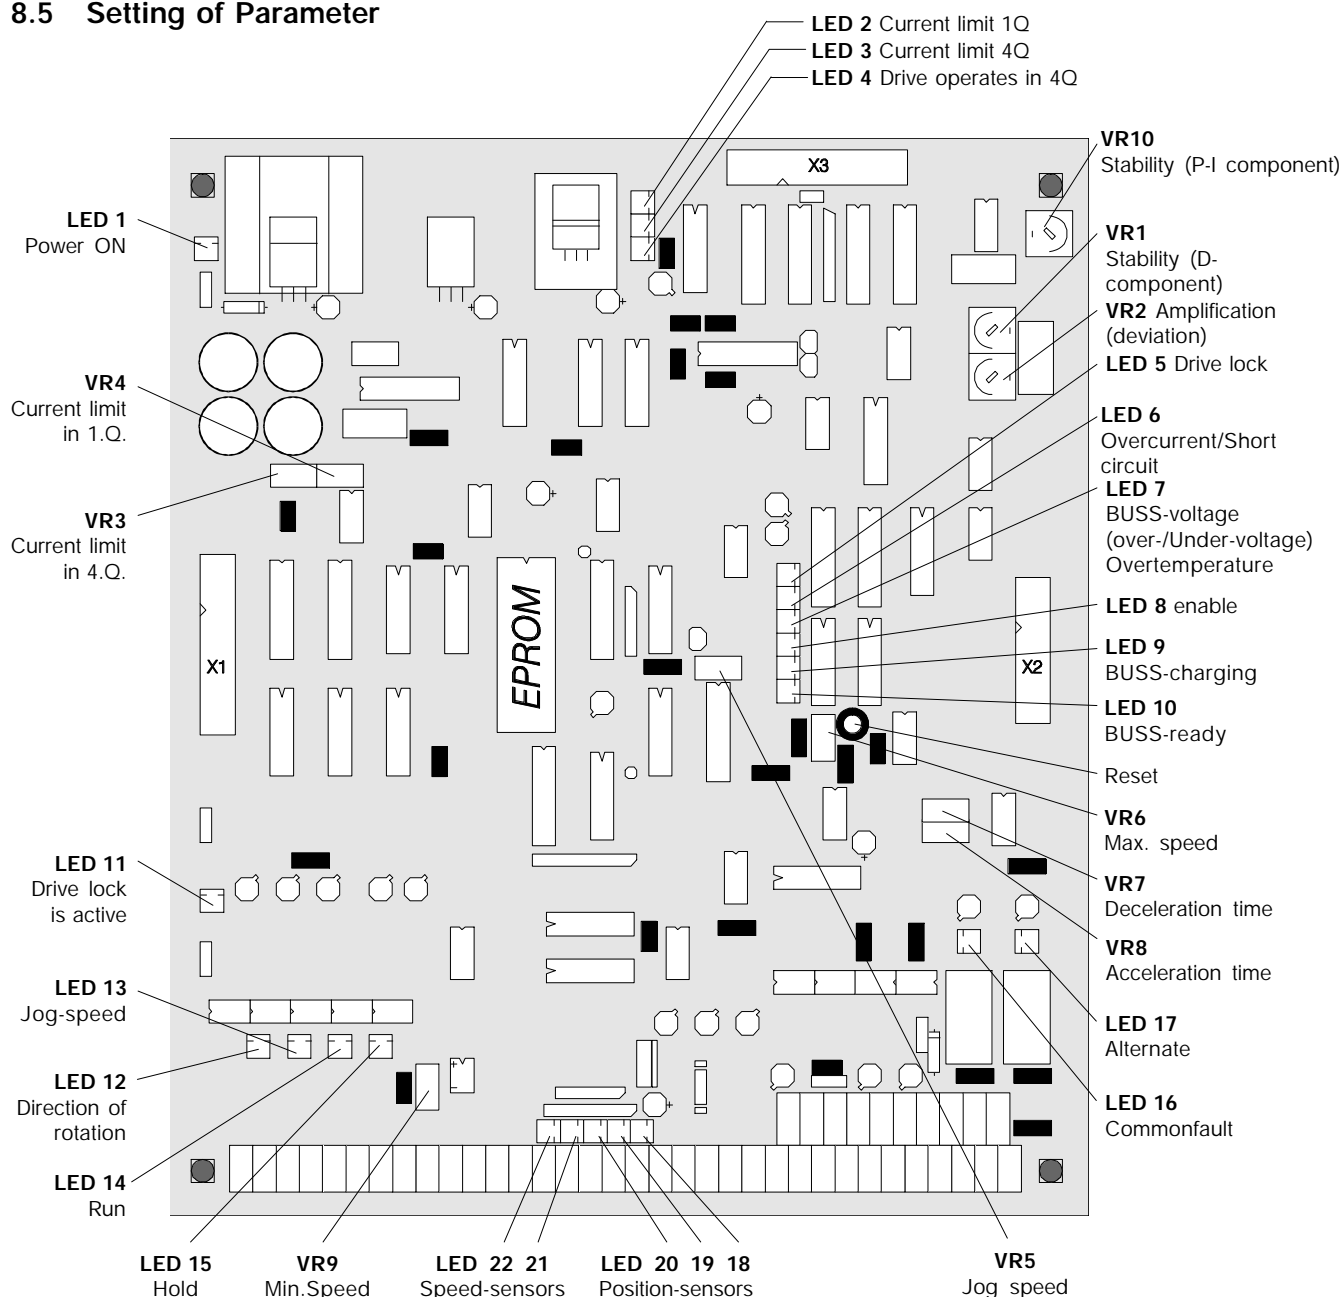 8.5 Setting of Parameter
LED 2 Current limit 1Q
LED 3 Current limit 4Q
LED 4 Drive operates in 4Q
VR10
Stability (P-I component)
X3
LED 1
Power ON
VR1
Stability (D-
component)
VR2 Amplification
(deviation)
LED 5 Drive lock
VR4
Current limit
in 1.Q.
LED 6
Overcurrent/Short
circuit
LED 7
BUSS-voltage
(over-/Under-voltage)
Overtemperature
VR3
Current limit
in 4.Q.
EPROM
X1
X2
LED 8 enable
LED 9
BUSS-charging
LED 10
BUSS-ready
Reset
VR6
Max. speed
LED 11
Drive lock
is active
VR7
Deceleration time
VR8
Acceleration time
LED 13
Jog-speed
LED 17
Alternate
LED 12
Direction of
rotation
LED 16
Commonfault
LED 14
Run
LED 15
Hold
VR9
Min.Speed
LED 22 21
Speed-sensors
LED 20 19 18
Position-sensors
VR5
Jog speed